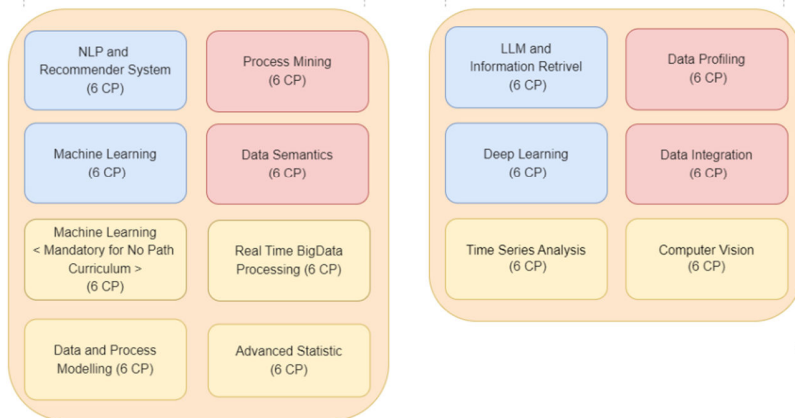 NLP and
Recommender System
(6 CP)
Process Mining
(6 CP)
Machine Learning
(6 CP)
Data Semantics
(6 CP)
Machine Learning
< Mandatory for No Path
Curriculum >
(6 CP)
Real Time BigData
Processing (6 CP)
Data and Process
Modelling (6 CP)
Advanced Statistic
(6 CP)
LLM and
Information Retrivel
(6 CP)
Data Profiling
(6 CP)
Deep Learning
(6 CP)
Data Integration
(6 CP)
Time Series Analysis
(6 CP)
Computer Vision
(6 CP)